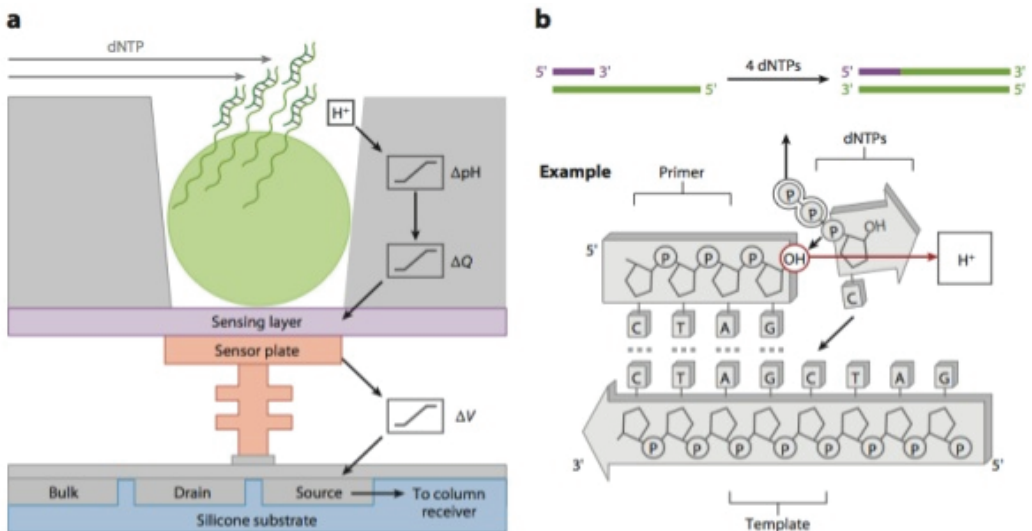 a
dNTP
H+
ΔpH
ΔQ
Sensing layer
Sensor plate
ΔV
Bulk
Drain
Source
To column
receiver
Silicone substrate
b
5' 3'
5'
4 dNTPs
5' 3'
3' 5'
Example
Primer
dNTPs
P
P
P
OH
5'
P P P
OH
H+
C
C T A G
C T A G C T A G
P P P P P P P P
3'
5'
Template